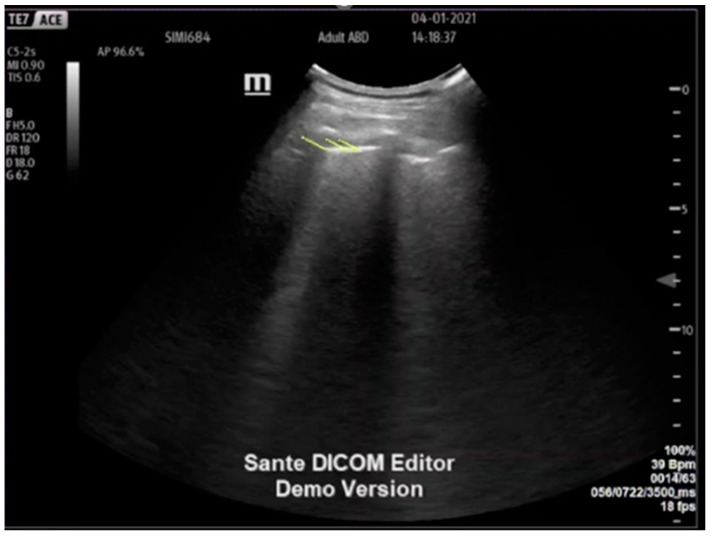 TE7 ACE
04-01-2021
SIMI684
Adult ABD
14:18:37
C5-2s
AP 96.6%
MI 0.90
TIS 0.6
B
FH5.0
DR 120
FR 18
D 18.0
G 62
m
0
5
10
Sante DICOM Editor
Demo Version
100%
39 Bpm
0014/63
056/0722/3500 ms
18 fps